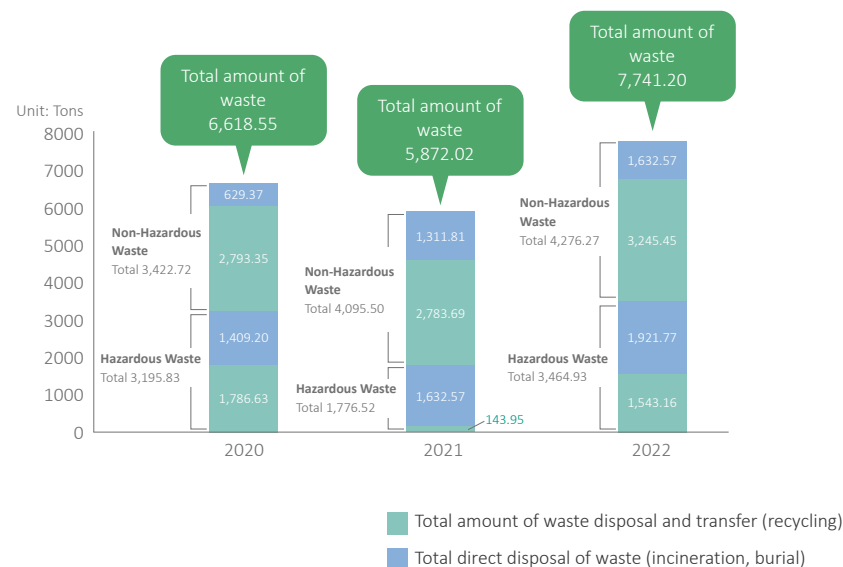 Unit: Tons
8000
7000
6000
5000
4000
3000
2000
1000
0
Total amount of
waste
6,618.55
629.37
2,793.35
1,409.20
1,786.63
Non-Hazardous
Waste
Total 3,422.72
Hazardous Waste
Total 3,195.83
2020
Total amount of
waste
5,872.02
1,311.81
2,783.69
1,632.57
143.95
Non-Hazardous
Waste
Total 4,095.50
Hazardous Waste
Total 1,776.52
2021
Total amount of
waste
7,741.20
1,632.57
3,245.45
1,921.77
1,543.16
Non-Hazardous
Waste
Total 4,276.27
Hazardous Waste
Total 3,464.93
2022
Total amount of waste disposal and transfer (recycling)
Total direct disposal of waste (incineration, burial)